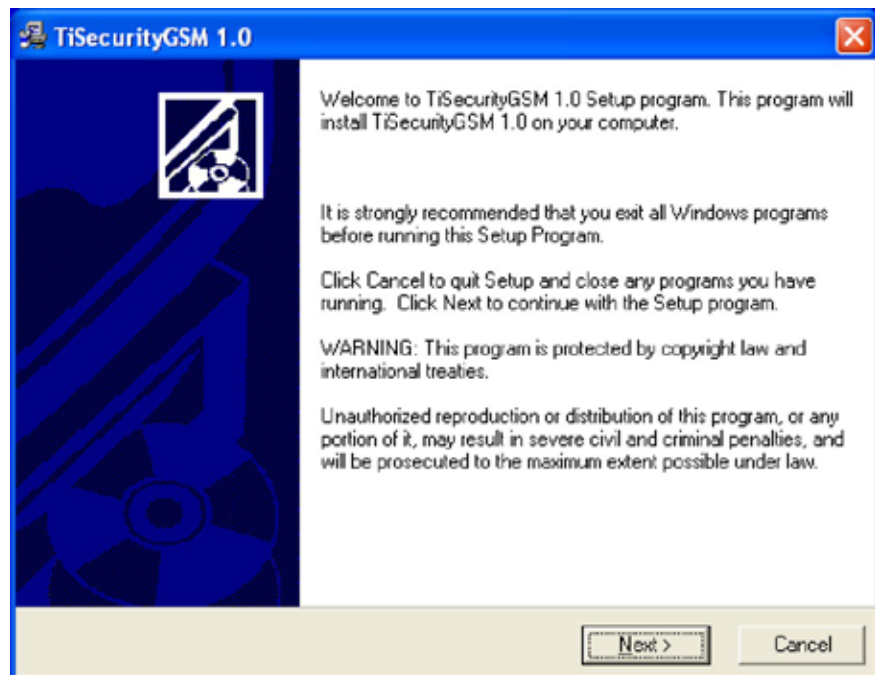 TiSecurityGSM 1.0
Welcome to TiSecurityGSM 1.0 Setup program. This program will
install TiSecurityGSM 1.0 on your computer.
It is strongly recommended that you exit all Windows programs
before running this Setup Program.
Click Cancel to quit Setup and close any programs you have
running. Click Next to continue with the Setup program.
WARNING: This program is protected by copyright law and
international treaties.
Unauthorized reproduction or distribution of this program, or any
portion of it, may result in severe civil and criminal penalties, and
will be prosecuted to the maximum extent possible under law.
Next > Cancel